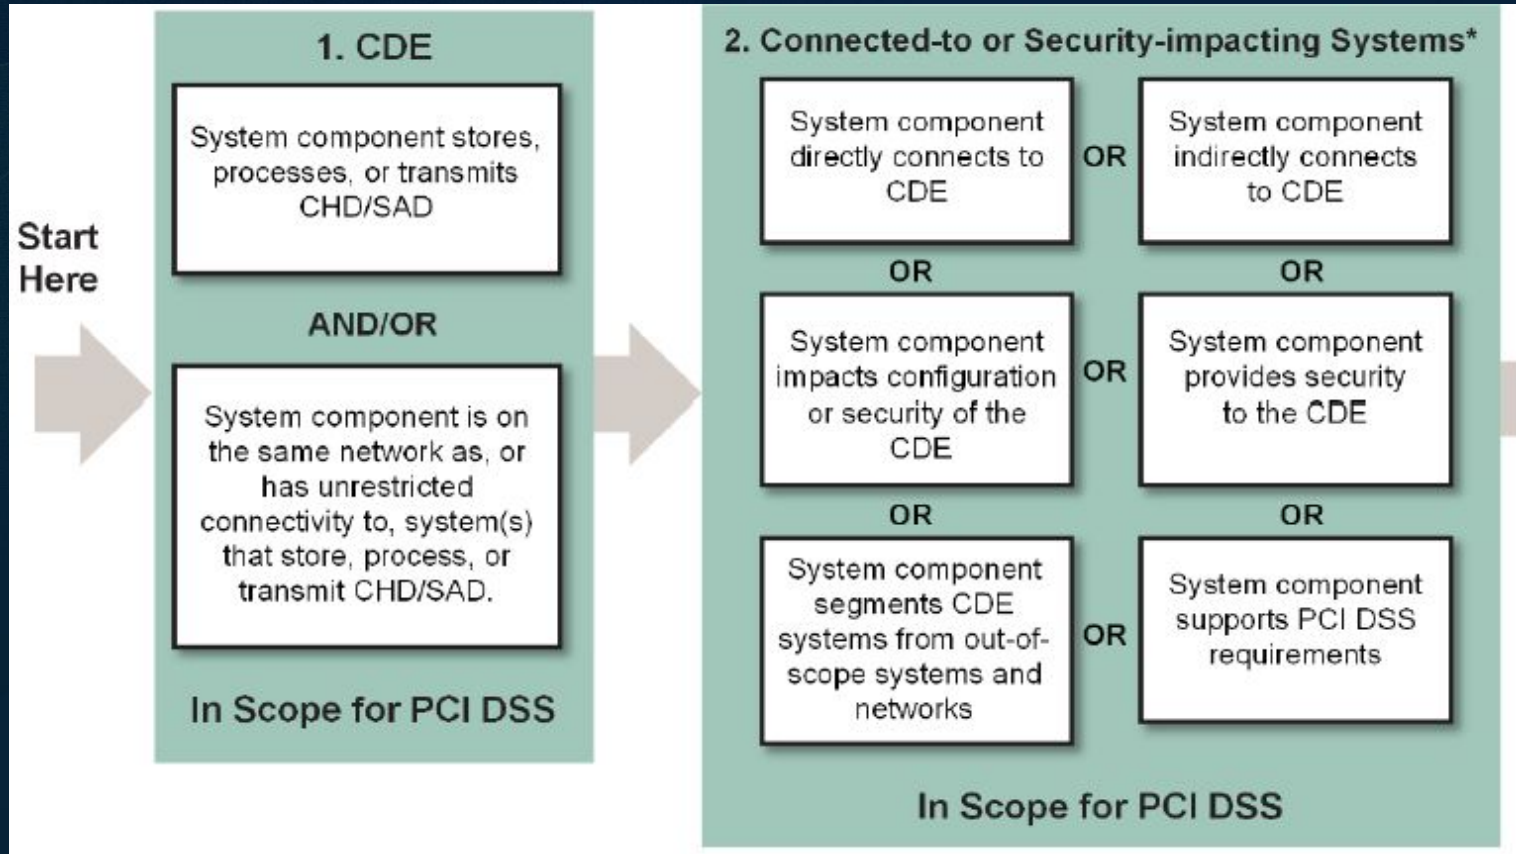 Start
Here
1. CDE
System component stores,
processes, or transmits
CHD/SAD
AND/OR
System component is on
the same network as, or
has unrestricted
connectivity to, system(s)
that store, process, or
transmit CHD/SAD.
In Scope for PCI DSS
2. Connected-to or Security-impacting Systems*
System component
directly connects to
CDE
OR
System component
indirectly connects
to CDE
OR
OR
System component
impacts configuration
or security of the
CDE
OR
System component
provides security
to the CDE
OR
OR
System component
segments CDE
systems from out-of-
scope systems and
networks
OR
System component
supports PCI DSS
requirements
In Scope for PCI DSS